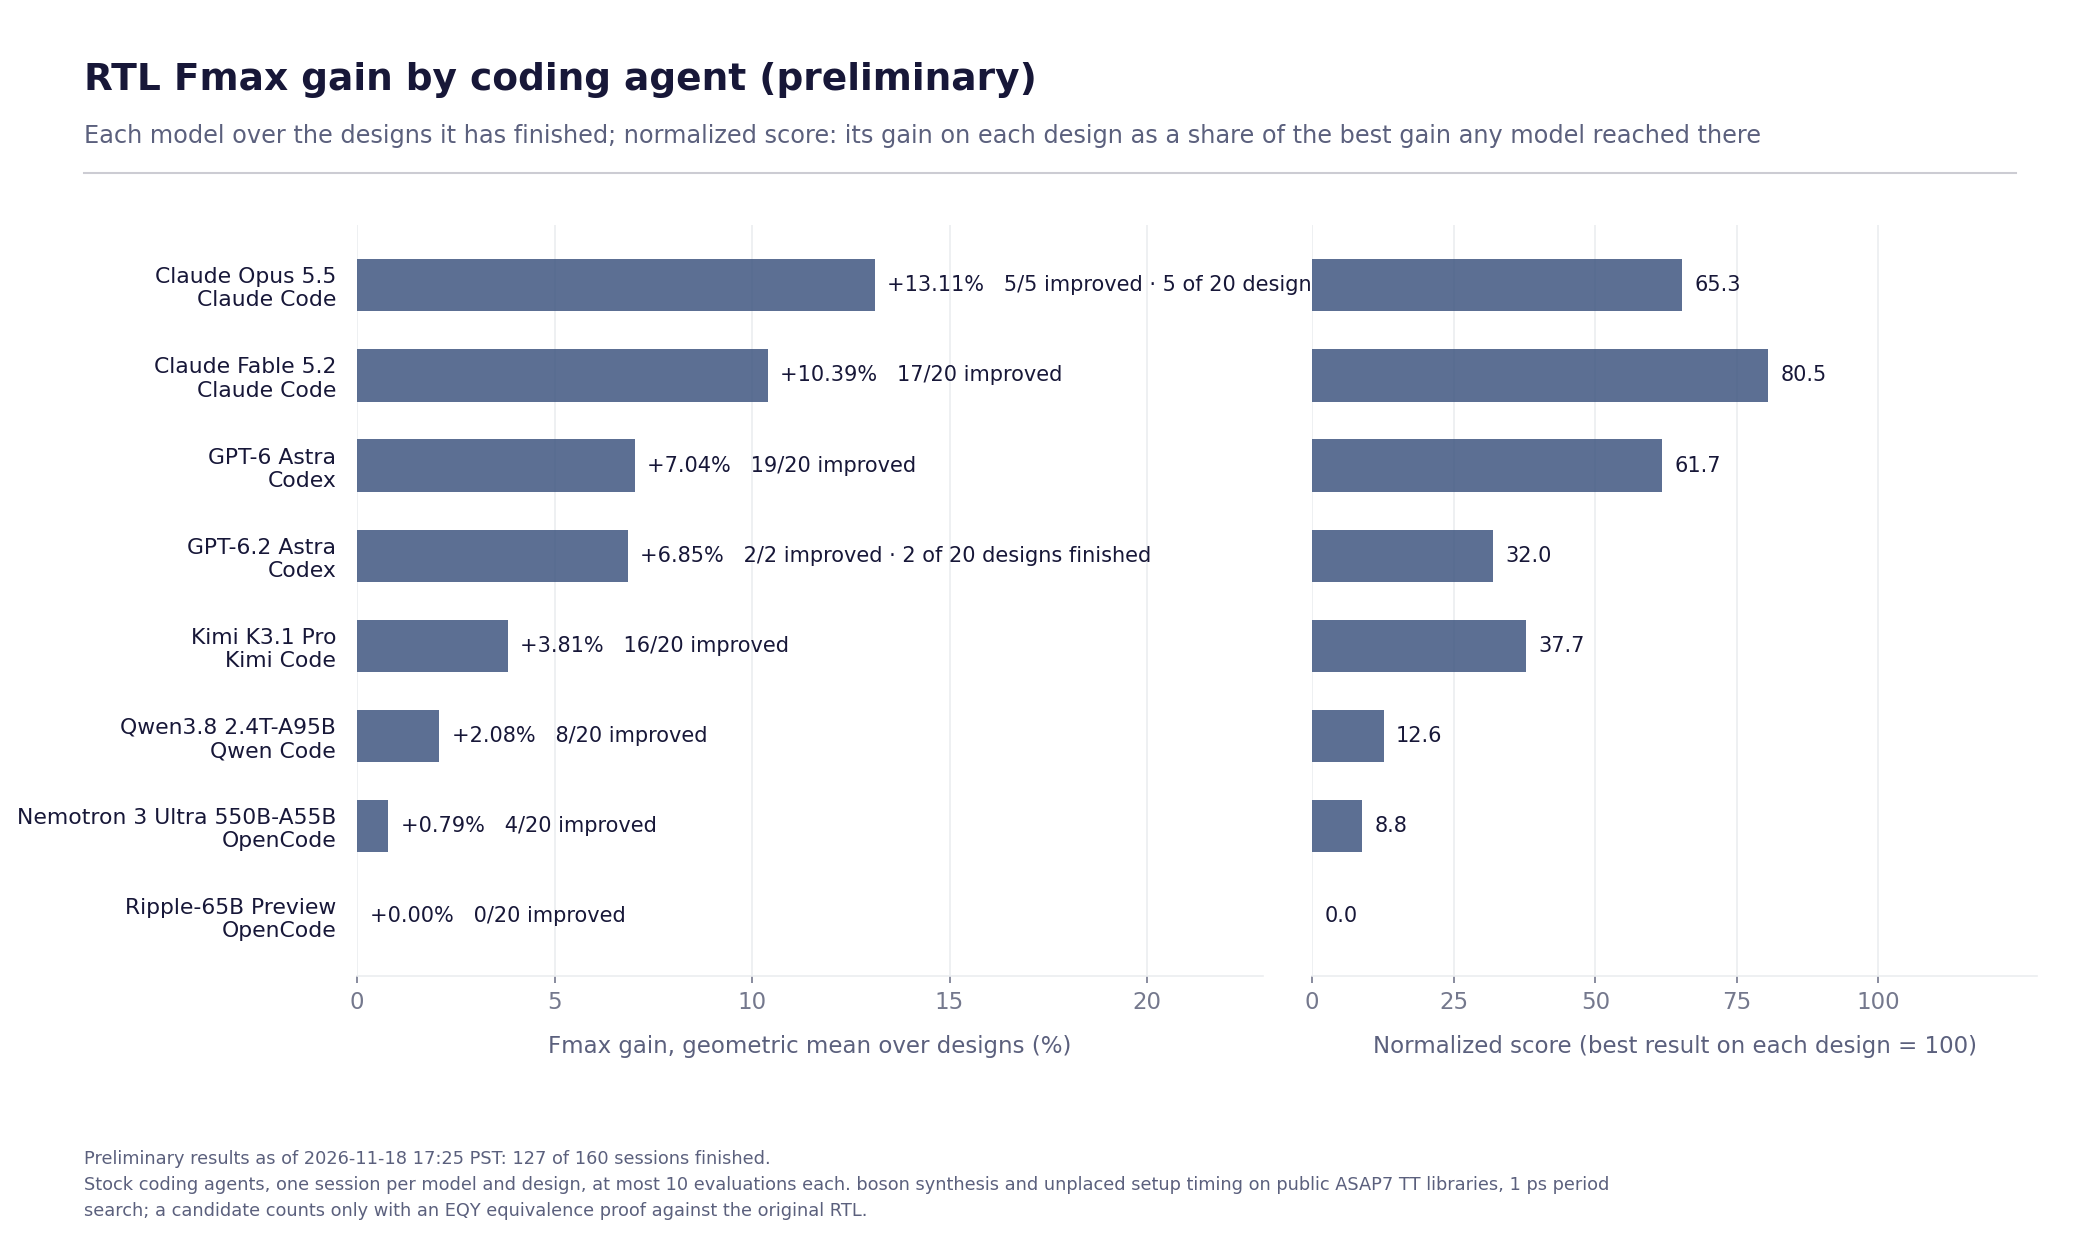 RTL Fmax gain by coding agent (preliminary)
Each model over the designs it has finished; normalized score: its gain on each design as a share of the best gain any model reached there
Claude Opus 5.5
Claude Code
+13.11% 5/5 improved · 5 of 20 design
65.3
Claude Fable 5.2
Claude Code
+10.39% 17/20 improved
80.5
GPT-6 Astra
Codex
+7.04% 19/20 improved
61.7
GPT-6.2 Astra
Codex
+6.85% 2/2 improved · 2 of 20 designs finished
32.0
Kimi K3.1 Pro
Kimi Code
+3.81% 16/20 improved
37.7
Qwen3.8 2.4T-A95B
Qwen Code
+2.08% 8/20 improved
12.6
Nemotron 3 Ultra 550B-A55B
OpenCode
+0.79% 4/20 improved
8.8
Ripple-65B Preview
OpenCode
+0.00% 0/20 improved
0.0
0 5 10 15 20
0 25 50 75 100
Fmax gain, geometric mean over designs (%)
Normalized score (best result on each design = 100)
Preliminary results as of 2026-11-18 17:25 PST: 127 of 160 sessions finished.
Stock coding agents, one session per model and design, at most 10 evaluations each. boson synthesis and unplaced setup timing on public ASAP7 TT libraries, 1 ps period
search; a candidate counts only with an EQY equivalence proof against the original RTL.